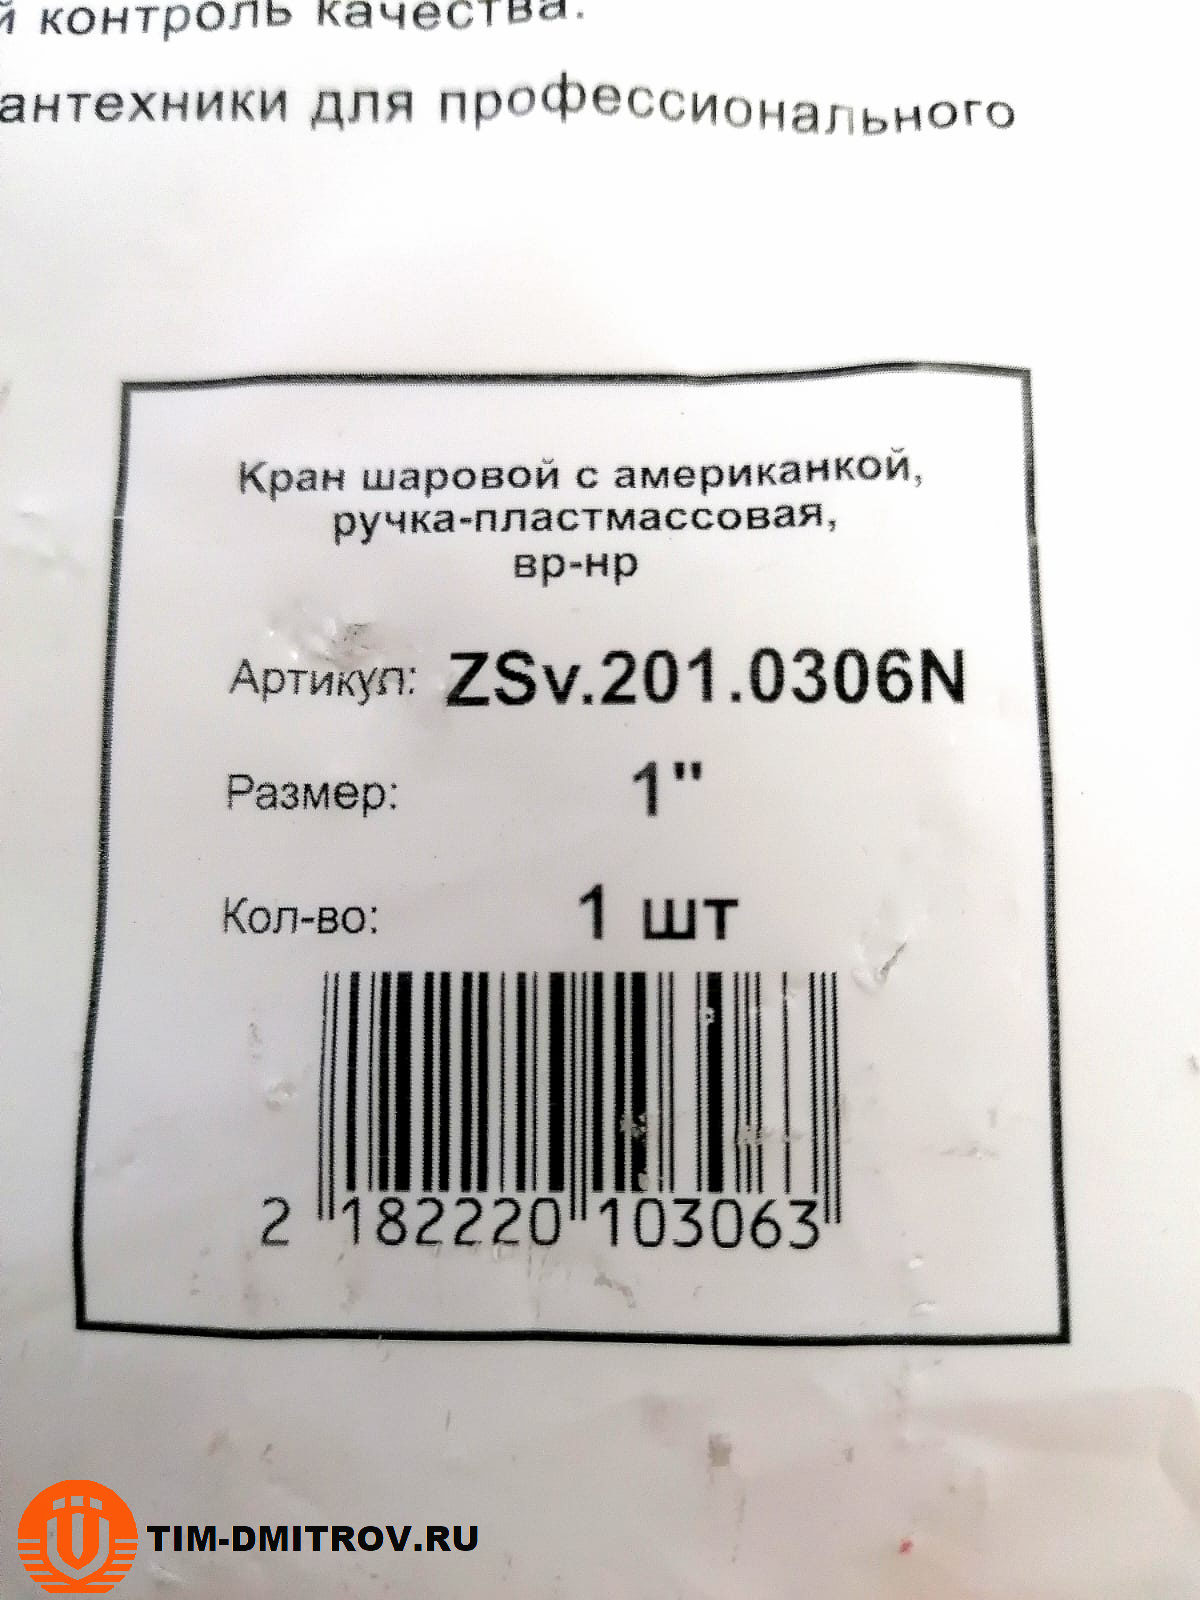 й контроль качества.
антехники для профессионального
Кран шаровой с американкой,
ручка-пластмассовая,
вр-нр
Артикул: ZSv.201.0306N
Размер: 1"
Кол-во: 1 шт
2 182220 103063
TIM-DMITROV.RU